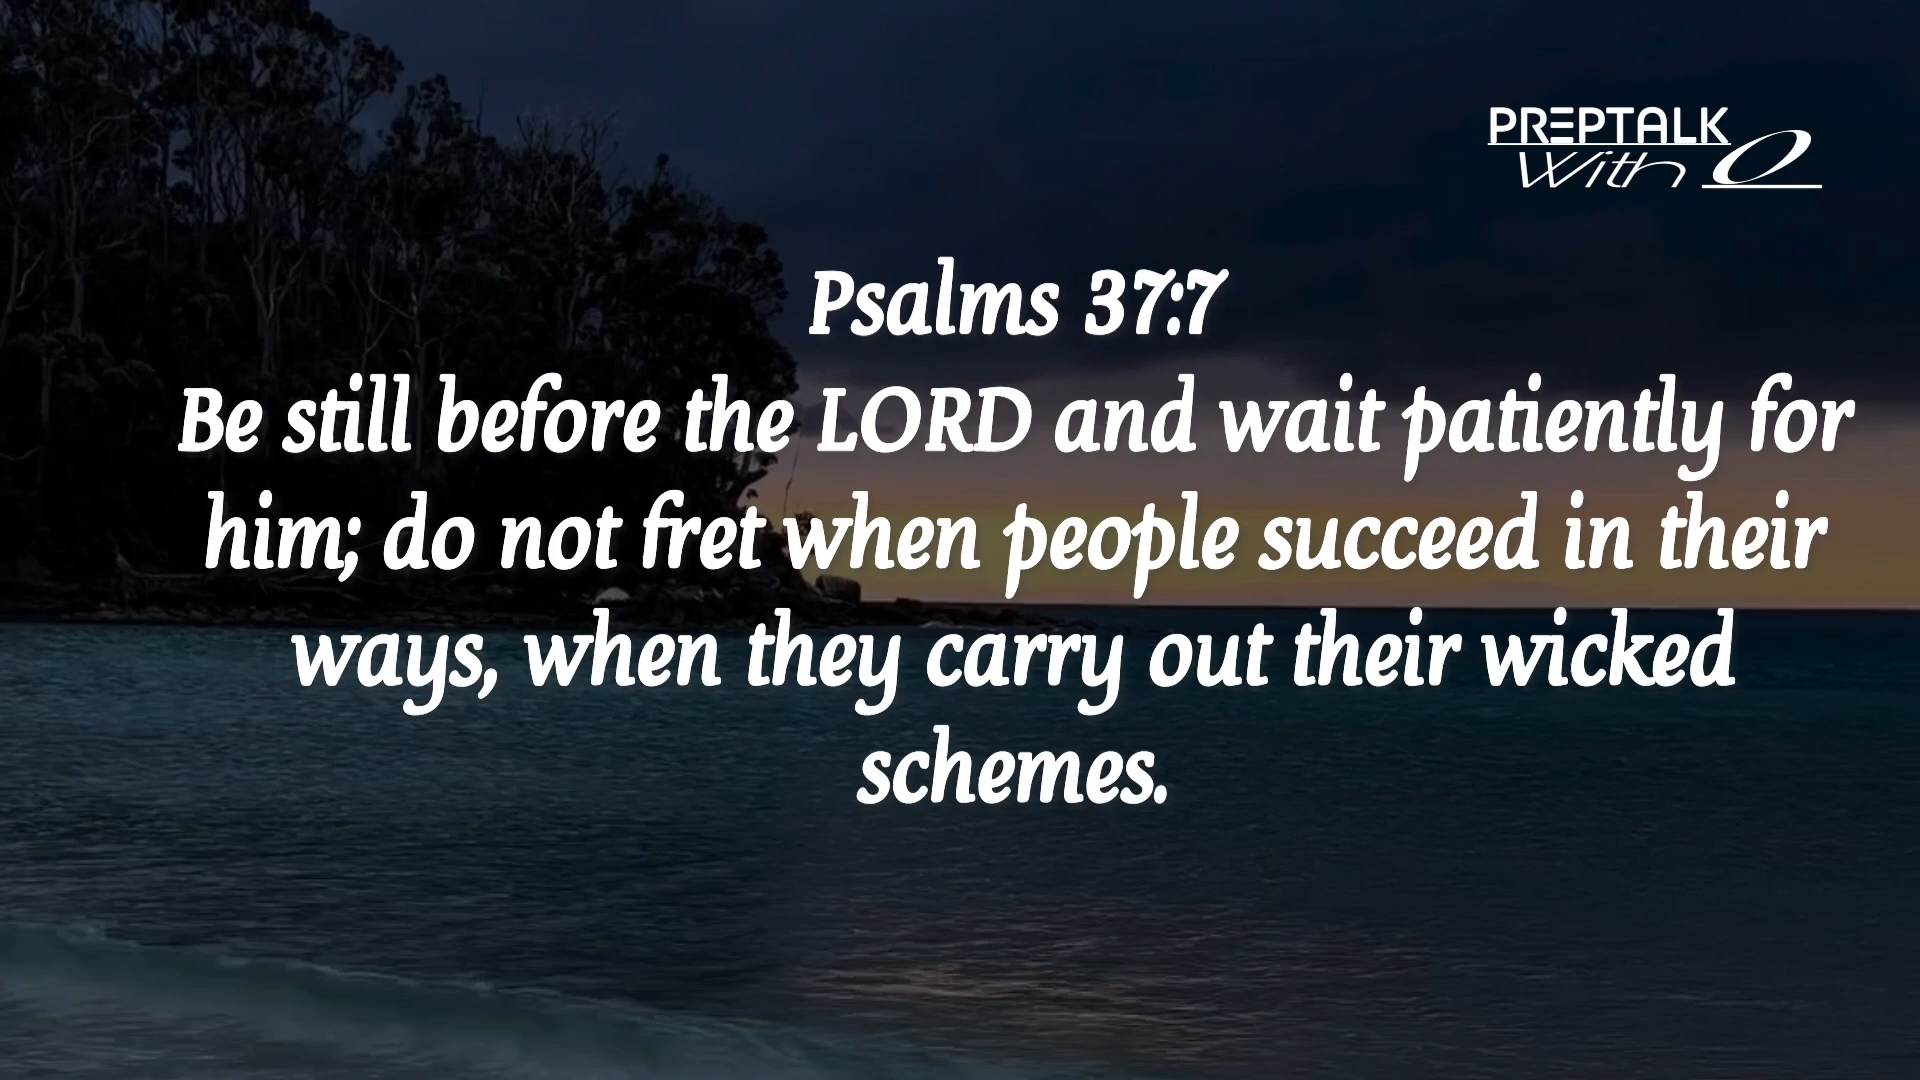 PREPTALK
With O
Psalms 37:7
Be still before the LORD and wait patiently for
him; do not fret when people succeed in their
ways, when they carry out their wicked
schemes.